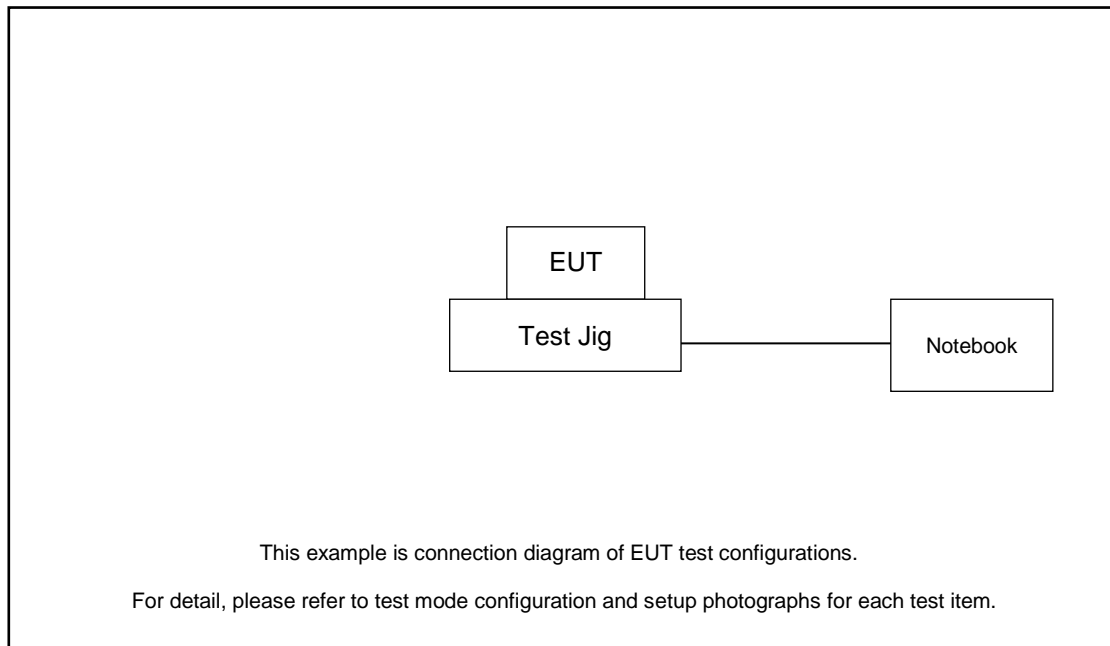 EUT
Test Jig
Notebook
This example is connection diagram of EUT test configurations.
For detail, please refer to test mode configuration and setup photographs for each test item.